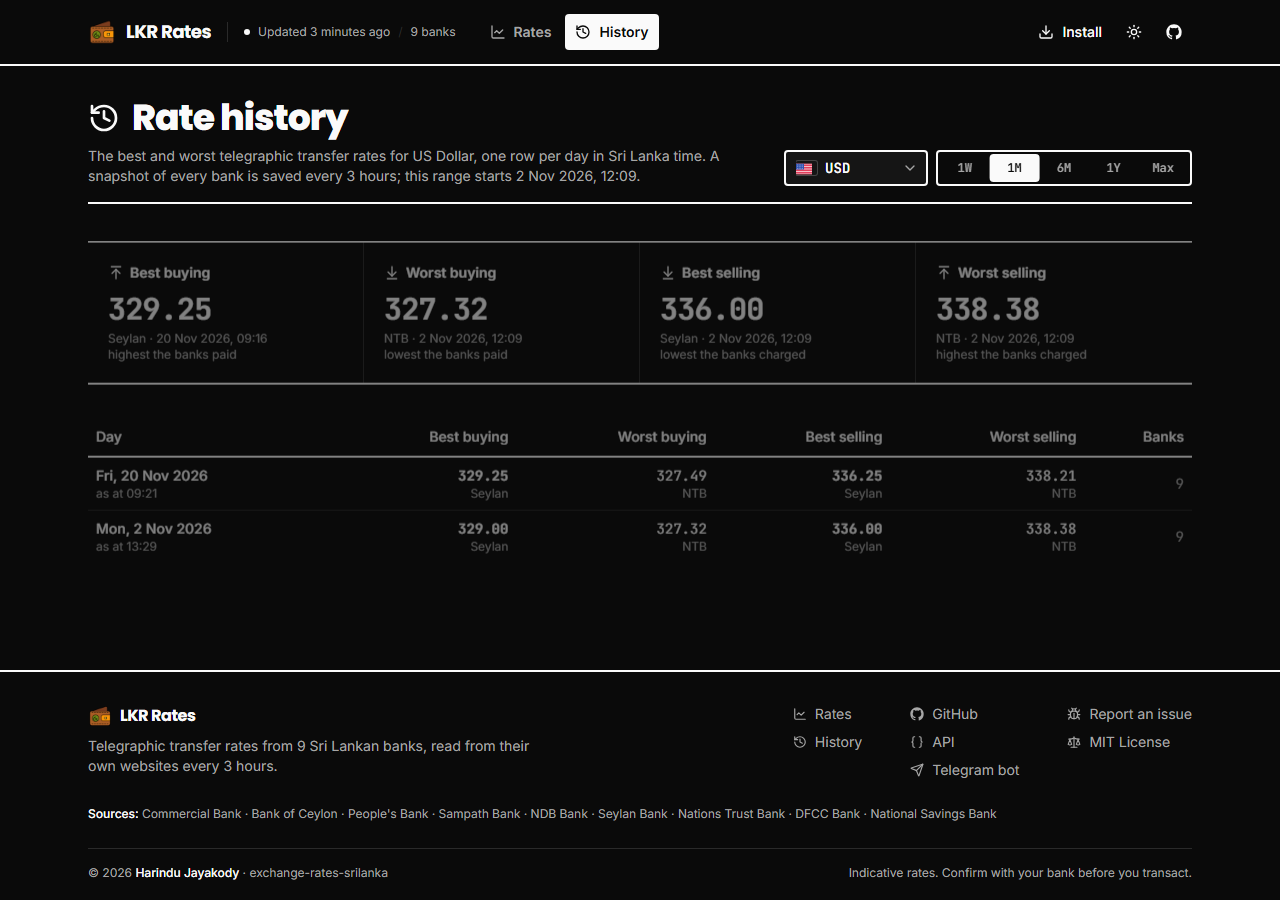 LKR Rates
Updated 3 minutes ago / 9 banks
Rates
History
Install
Rate history
The best and worst telegraphic transfer rates for US Dollar, one row per day in Sri Lanka time. A
snapshot of every bank is saved every 3 hours; this range starts 2 Nov 2026, 12:09.
USD
1W 1M 6M 1Y Max
Best buying
329.25
Seylan · 20 Nov 2026, 09:16
highest the banks paid
Worst buying
327.32
NTB · 2 Nov 2026, 12:09
lowest the banks paid
Best selling
336.00
Seylan · 2 Nov 2026, 12:09
lowest the banks charged
Worst selling
338.38
NTB · 2 Nov 2026, 12:09
highest the banks charged
Day Best buying Worst buying Best selling Worst selling Banks
Fri, 20 Nov 2026 329.25 327.49 336.25 338.21 9
as at 09:21 Seylan NTB Seylan NTB
Mon, 2 Nov 2026 329.00 327.32 336.00 338.38 9
as at 13:29 Seylan NTB Seylan NTB
LKR Rates
Telegraphic transfer rates from 9 Sri Lankan banks, read from their
own websites every 3 hours.
Rates
History
GitHub
API
Telegram bot
Report an issue
MIT License
Sources: Commercial Bank · Bank of Ceylon · People's Bank · Sampath Bank · NDB Bank · Seylan Bank · Nations Trust Bank · DFCC Bank · National Savings Bank
© 2026 Harindu Jayakody · exchange-rates-srilanka
Indicative rates. Confirm with your bank before you transact.